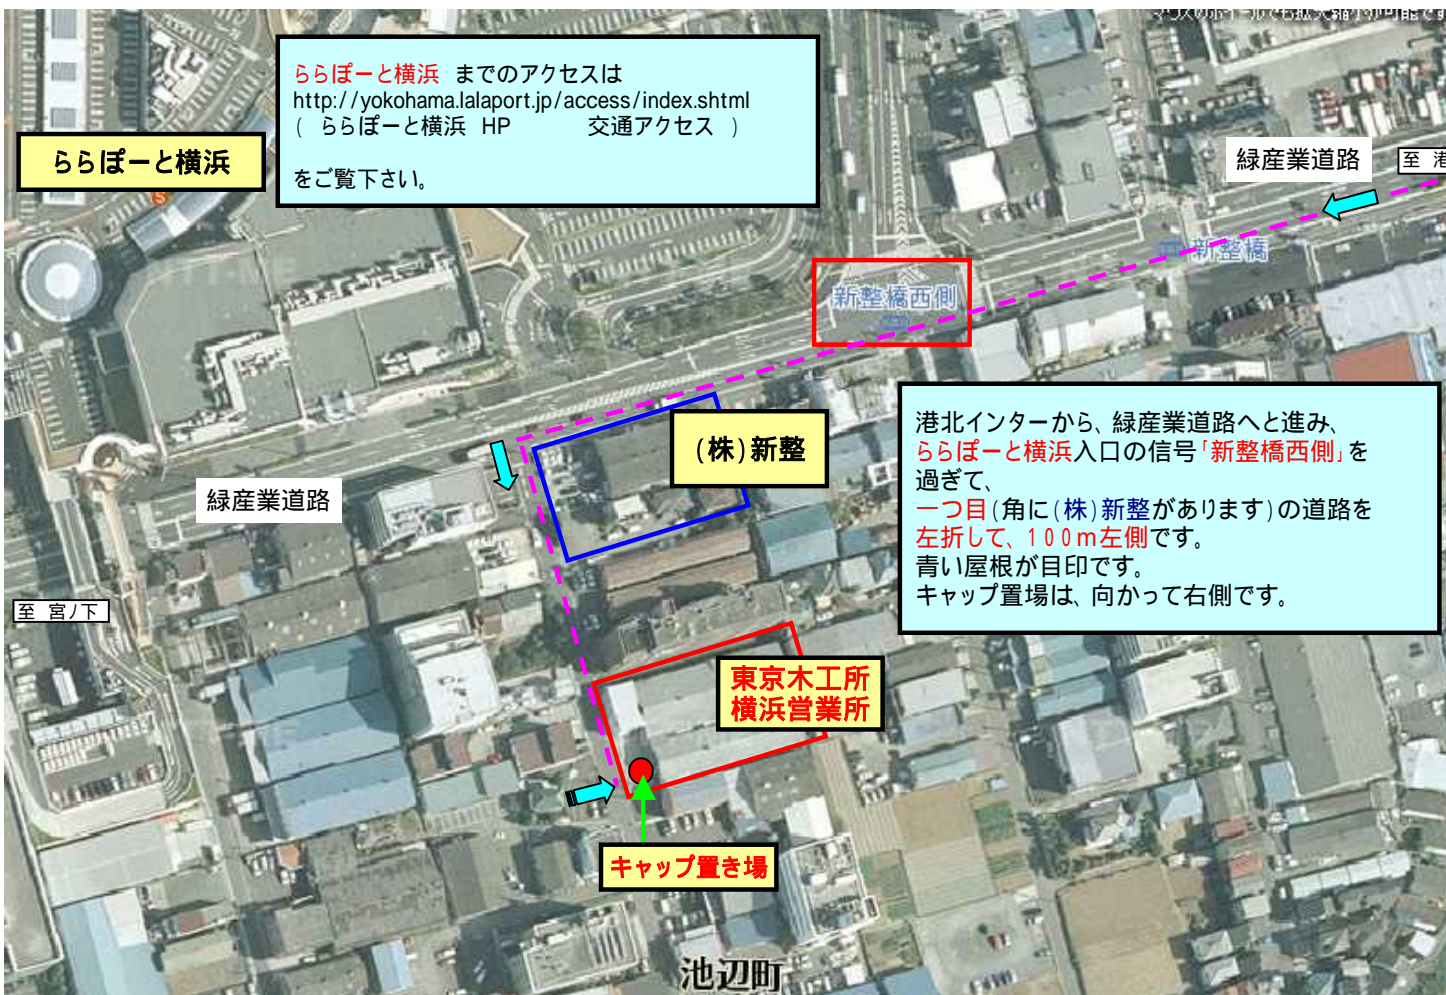 ららぽーと横浜 までのアクセスは
http://yokohama.lalaport.jp/access/index.shtml
( ららぽーと横浜 HP 交通アクセス )
をご覧下さい。
ららぽーと横浜
緑産業道路
至 港
新整橋
新整橋西側
(株)新整
港北インターから、緑産業道路へと進み、
ららぽーと横浜入口の信号「新整橋西側」を
過ぎて、
一つ目(角に(株)新整があります)の道路を
左折して、100m左側です。
青い屋根が目印です。
キャップ置場は、向かって右側です。
緑産業道路
至 宮ノ下
東京木工所
横浜営業所
キャップ置き場
池辺町